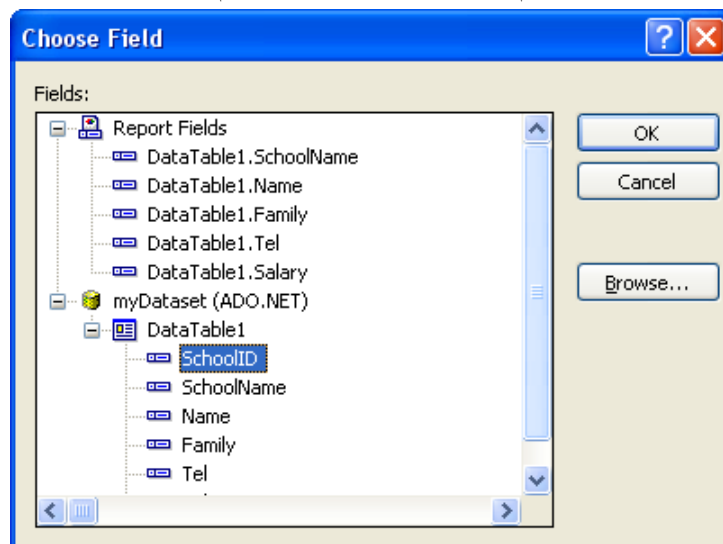 Choose Field
Fields:
Report Fields
DataTable1.SchoolName
DataTable1.Name
DataTable1.Family
DataTable1.Tel
DataTable1.Salary
myDataset (ADO.NET)
DataTable1
SchoolID
SchoolName
Name
Family
Tel
OK
Cancel
Browse...